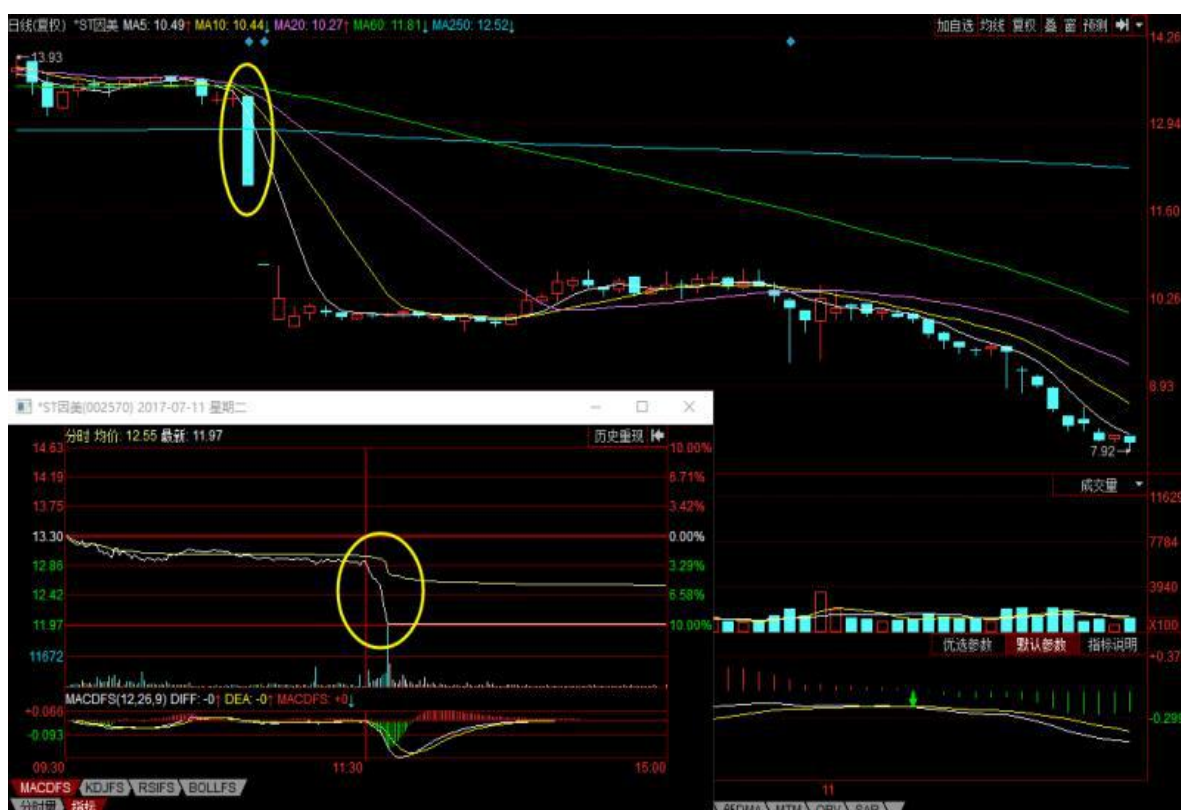 日线(复权) *ST因美 MA5: 10.49↑ MA10: 10.44↓ MA20: 10.27↑ MA60: 11.81↓ MA250: 12.52↓ 加自选 均线 复权 叠 窗 预测
14.26
←13.93
12.94
11.60
10.26
8.93
7.92→
*ST因美(002570) 2017-07-11 星期二
分时 均价: 12.55 最新: 11.97 历史重现
14.63 10.00%
14.19 6.71%
13.75 3.42%
13.30 0.00%
12.86 3.29%
12.42 6.58%
11.97 10.00%
11672
MACDFS(12,26,9) DIFF: -0↑ DEA: -0↑ MACDFS: +0↓
+0.066
-0.093
09:30 11:30 15:00
MACDFS KDJFS RSIFS BOLLFS
分时量 指标
成交量
11629
7784
3940
X100
优选参数 默认参数 指标说明
+0.37
-0.299
11
MTM OBV SAR